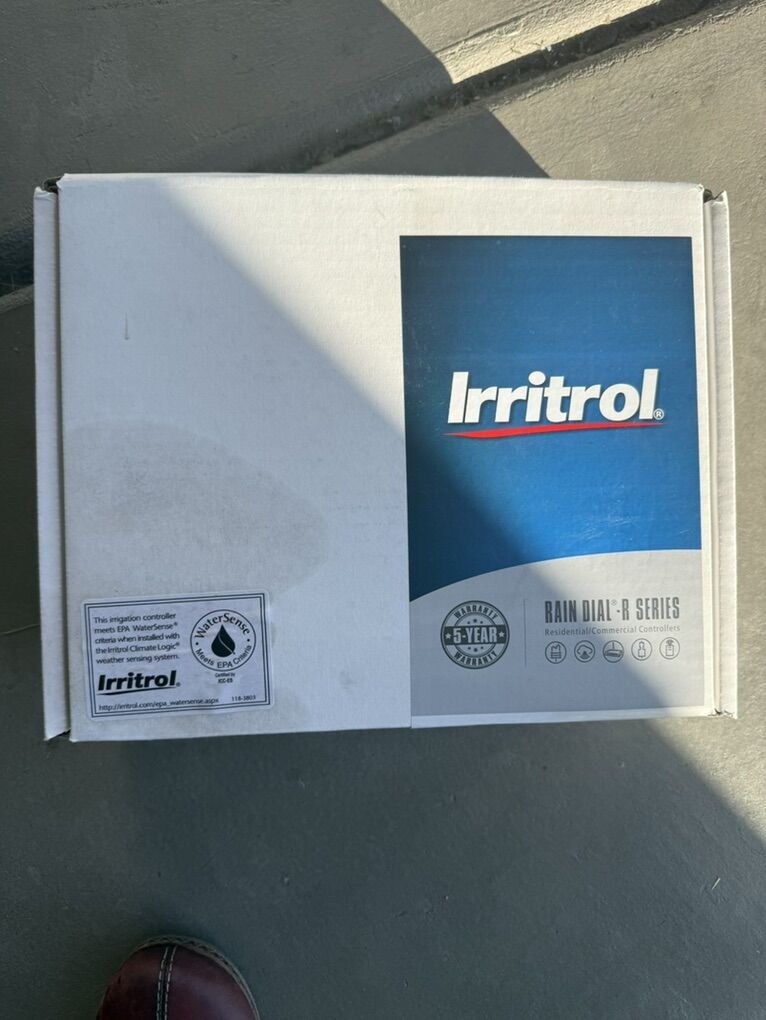 Irritrol®
WARRANTY
5-YEAR
WARRANTY
RAIN DIAL®-R SERIES
Residential/Commercial Controllers
This irrigation controller
meets EPA WaterSense®
criteria when installed with
the Irritrol Climate Logic®
weather sensing system.
Irritrol®
http://irritrol.com/epa_watersense.aspx
WaterSense
Meets EPA Criteria
Certified by
ICC-ES
118-3803